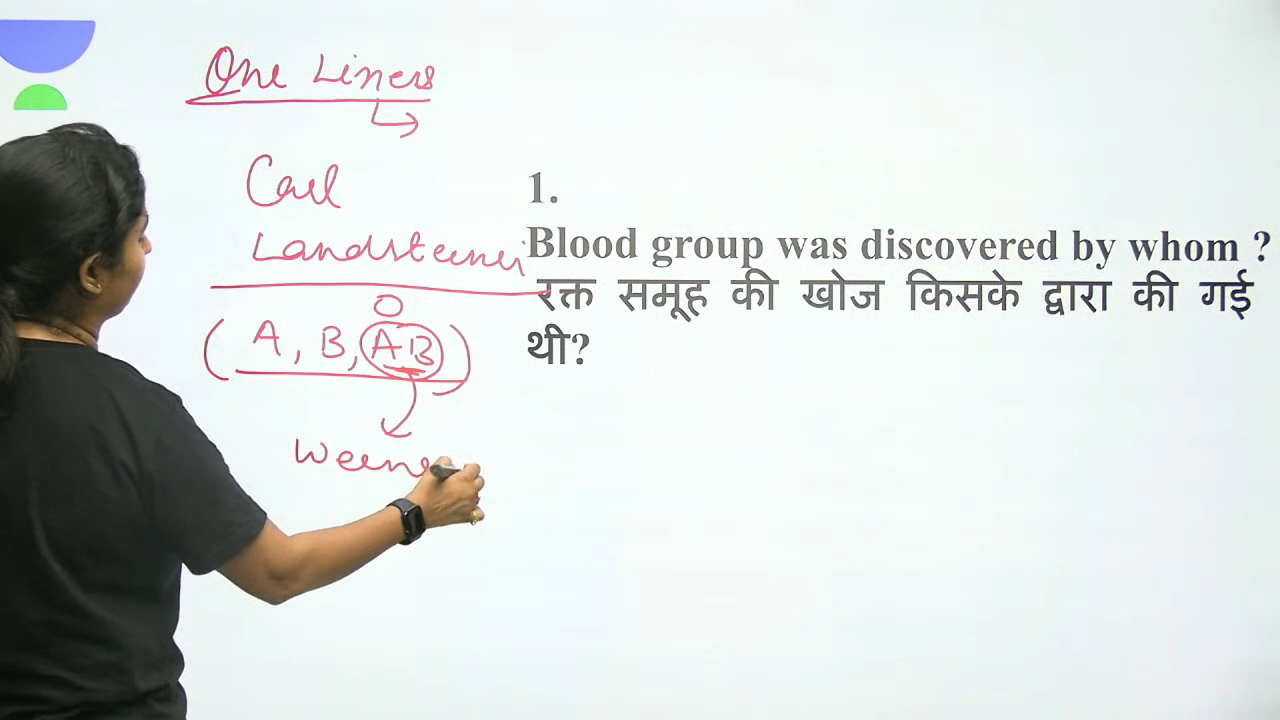 One Liners
Carl
Landsteiner
O
(A, B, AB)
1.
Blood group was discovered by whom ?
रक्त समूह की खोज किसके द्वारा की गई
थी?